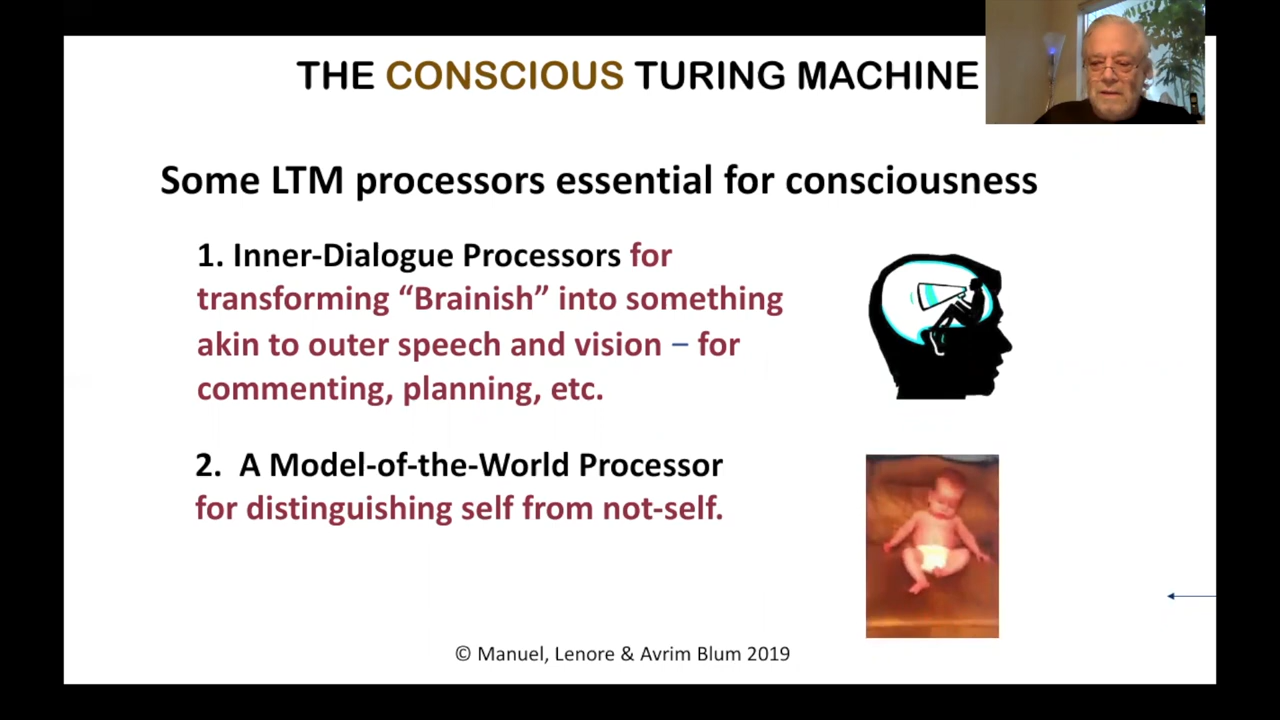 THE CONSCIOUS TURING MACHINE
Some LTM processors essential for consciousness
1. Inner-Dialogue Processors for
transforming “Brainish” into something
akin to outer speech and vision – for
commenting, planning, etc.
2. A Model-of-the-World Processor
for distinguishing self from not-self.
© Manuel, Lenore & Avrim Blum 2019